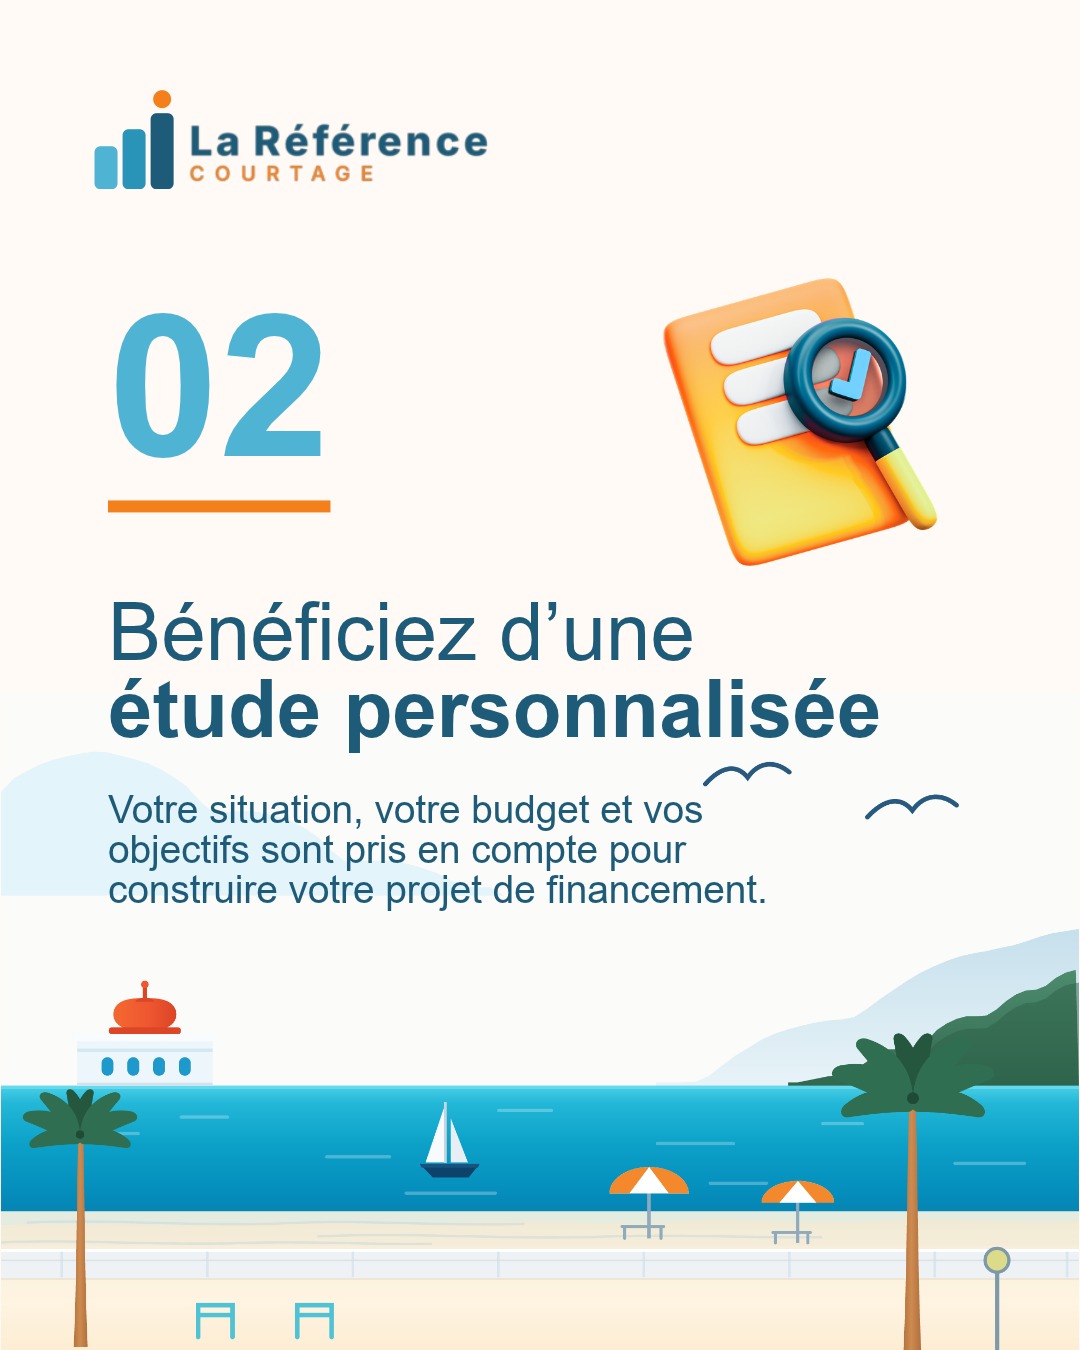 La Référence
COURTAGE
02
Bénéficiez d’une
étude personnalisée
Votre situation, votre budget et vos
objectifs sont pris en compte pour
construire votre projet de financement.